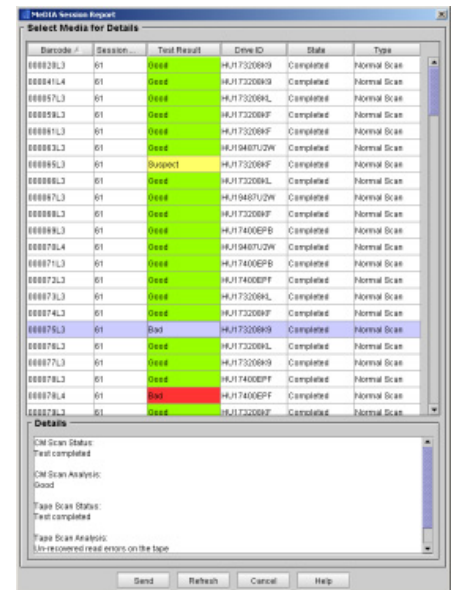 MeDIA Session Report
Select Media for Details
Barcode Session... Test Result Drive ID State Type
000028L3 61 Good HU173208K9 Completed Normal Scan
000041L4 61 Good HU173208K9 Completed Normal Scan
000057L3 61 Good HU173208KL Completed Normal Scan
000059L3 61 Good HU173208KF Completed Normal Scan
000061L3 61 Good HU173208KF Completed Normal Scan
000063L3 61 Good HU19487U2W Completed Normal Scan
000065L3 61 Suspect HU173208KF Completed Normal Scan
000066L3 61 Good HU173208KL Completed Normal Scan
000067L3 61 Good HU19487U2W Completed Normal Scan
000068L3 61 Good HU173208KF Completed Normal Scan
000069L3 61 Good HU17400EPB Completed Normal Scan
000070L4 61 Good HU19487U2W Completed Normal Scan
000071L3 61 Good HU17400EPB Completed Normal Scan
000072L3 61 Good HU17400EPF Completed Normal Scan
000073L3 61 Good HU173208KL Completed Normal Scan
000074L3 61 Good HU173208KF Completed Normal Scan
000075L3 61 Bad HU173208K9 Completed Normal Scan
000076L3 61 Good HU173208KL Completed Normal Scan
000077L3 61 Good HU173208K9 Completed Normal Scan
000078L3 61 Good HU17400EPF Completed Normal Scan
000078L4 61 Bad HU17400EPF Completed Normal Scan
61 Good Completed Normal Scan
Details
CM Scan Status:
Test completed
CM Scan Analysis:
Good
Tape Scan Status:
Test completed
Tape Scan Analysis:
Un-recovered read errors on the tape
Send Refresh Cancel Help